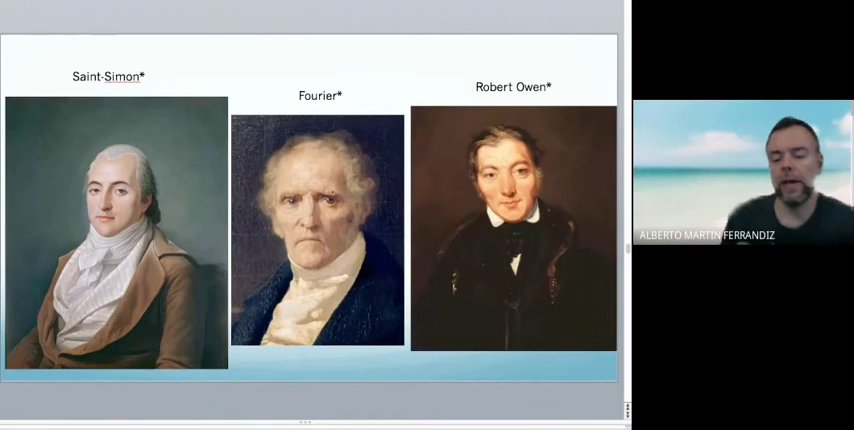 Saint-Simon*
Fourier*
Robert Owen*
ALBERTO MARTIN FERRANDIZ